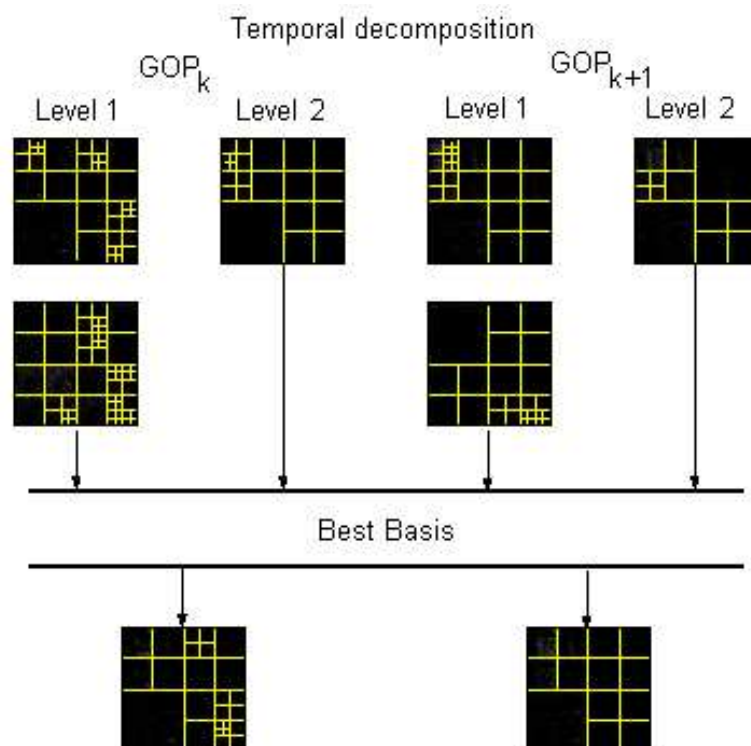 Temporal decomposition
GOPk GOPk+1
Level 1 Level 2 Level 1 Level 2
Best Basis